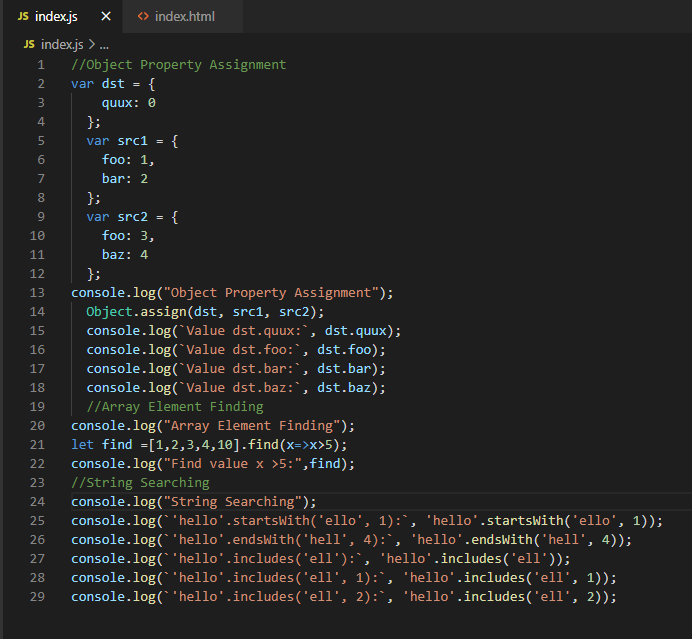 JS index.js × <> index.html
JS index.js > ...
1 //Object Property Assignment
2 var dst = {
3     quux: 0
4   };
5   var src1 = {
6     foo: 1,
7     bar: 2
8   };
9   var src2 = {
10     foo: 3,
11     baz: 4
12   };
13 console.log("Object Property Assignment");
14   Object.assign(dst, src1, src2);
15   console.log(`Value dst.quux:`, dst.quux);
16   console.log(`Value dst.foo:`, dst.foo);
17   console.log(`Value dst.bar:`, dst.bar);
18   console.log(`Value dst.baz:`, dst.baz);
19   //Array Element Finding
20 console.log("Array Element Finding");
21 let find =[1,2,3,4,10].find(x=>x>5);
22 console.log("Find value x >5:",find);
23 //String Searching
24 console.log("String Searching");
25 console.log(`'hello'.startsWith('ello', 1):`, 'hello'.startsWith('ello', 1));
26 console.log(`'hello'.endsWith('hell', 4):`, 'hello'.endsWith('hell', 4));
27 console.log(`'hello'.includes('ell'):`, 'hello'.includes('ell'));
28 console.log(`'hello'.includes('ell', 1):`, 'hello'.includes('ell', 1));
29 console.log(`'hello'.includes('ell', 2):`, 'hello'.includes('ell', 2));